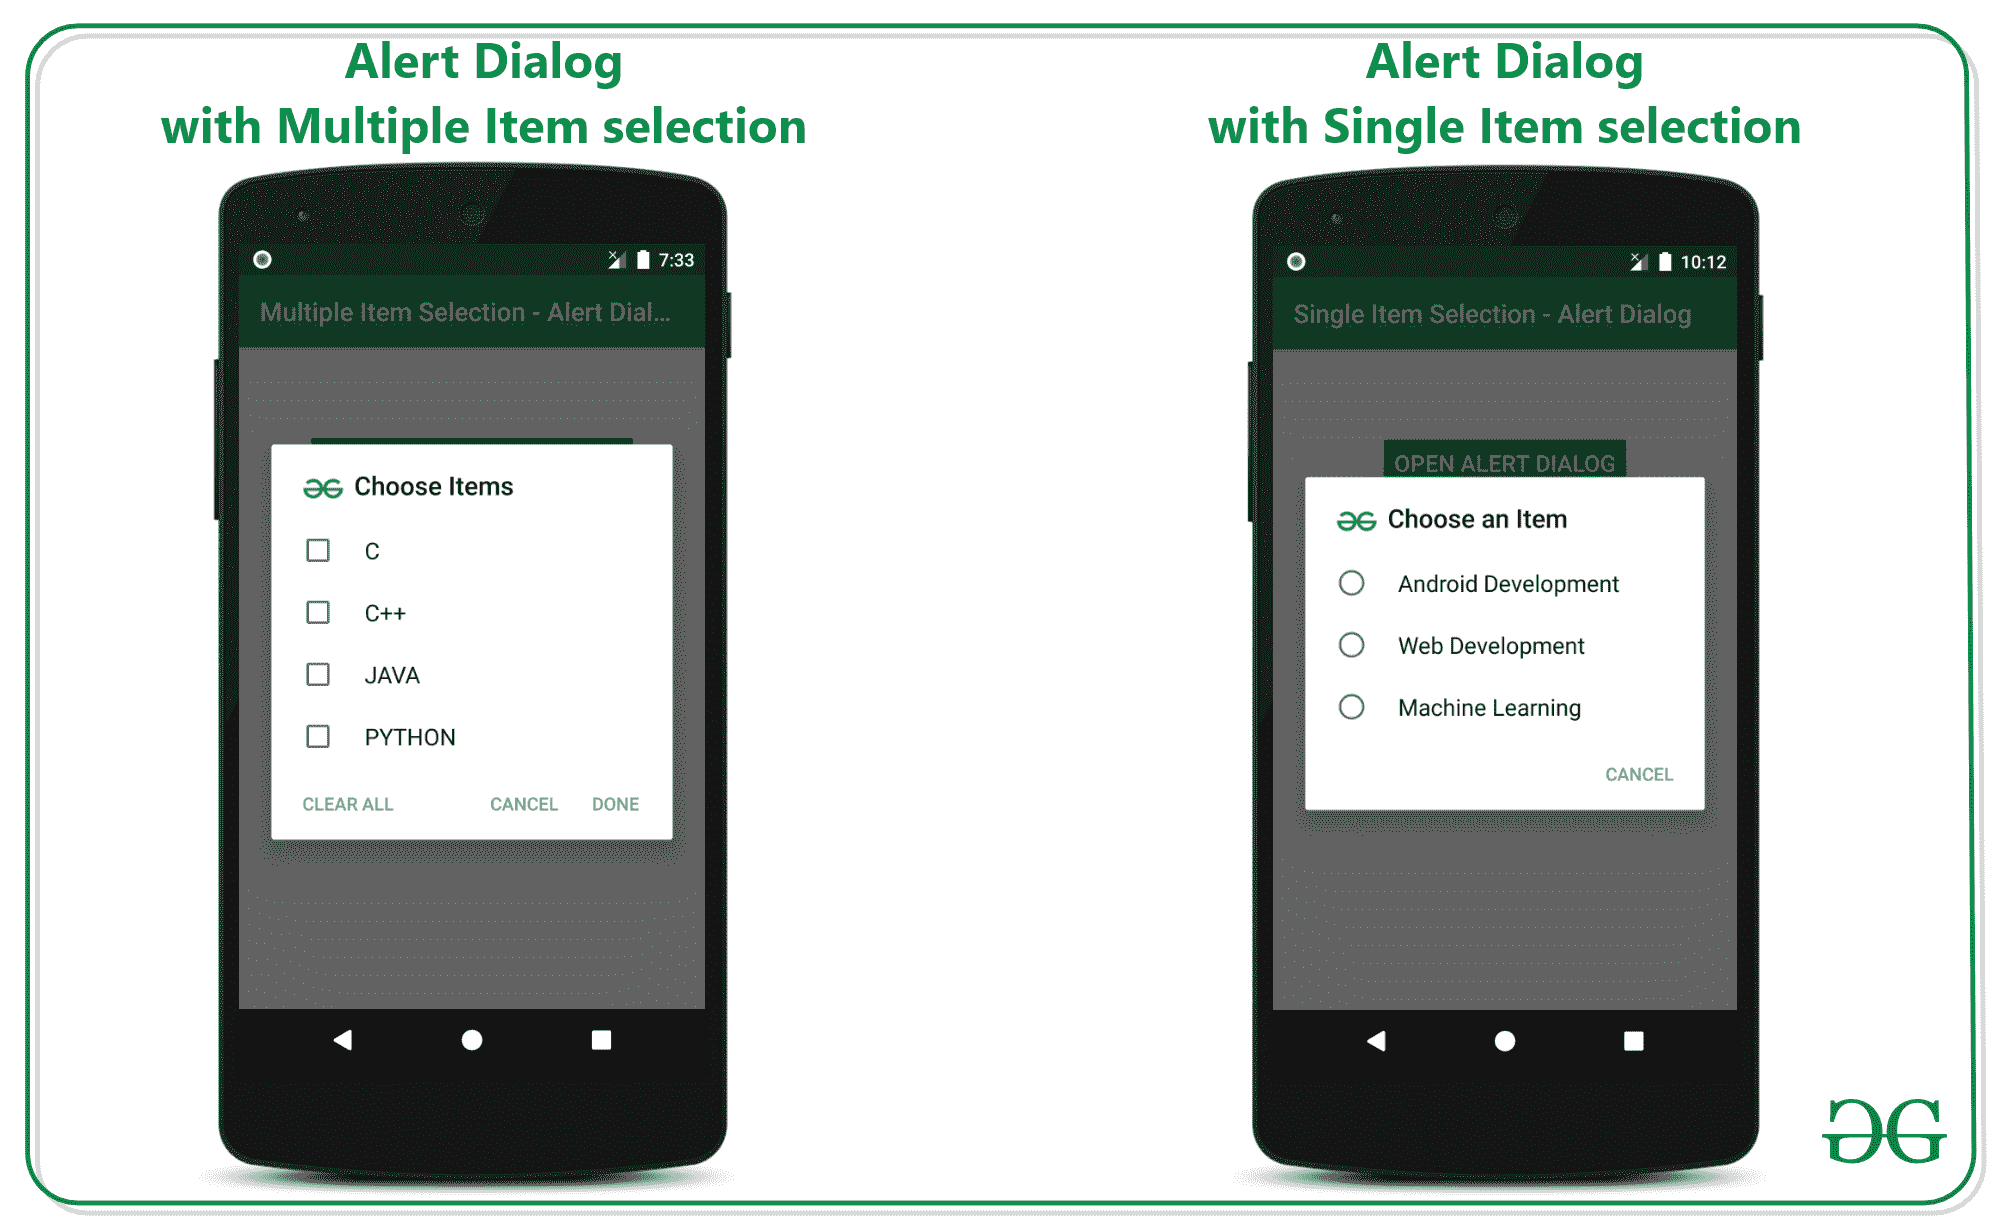 Alert Dialog
with Multiple Item selection
7:33
Multiple Item Selection - Alert Dial...
Choose Items
C
C++
JAVA
PYTHON
CLEAR ALL CANCEL DONE
Alert Dialog
with Single Item selection
10:12
Single Item Selection - Alert Dialog
OPEN ALERT DIALOG
Choose an Item
Android Development
Web Development
Machine Learning
CANCEL